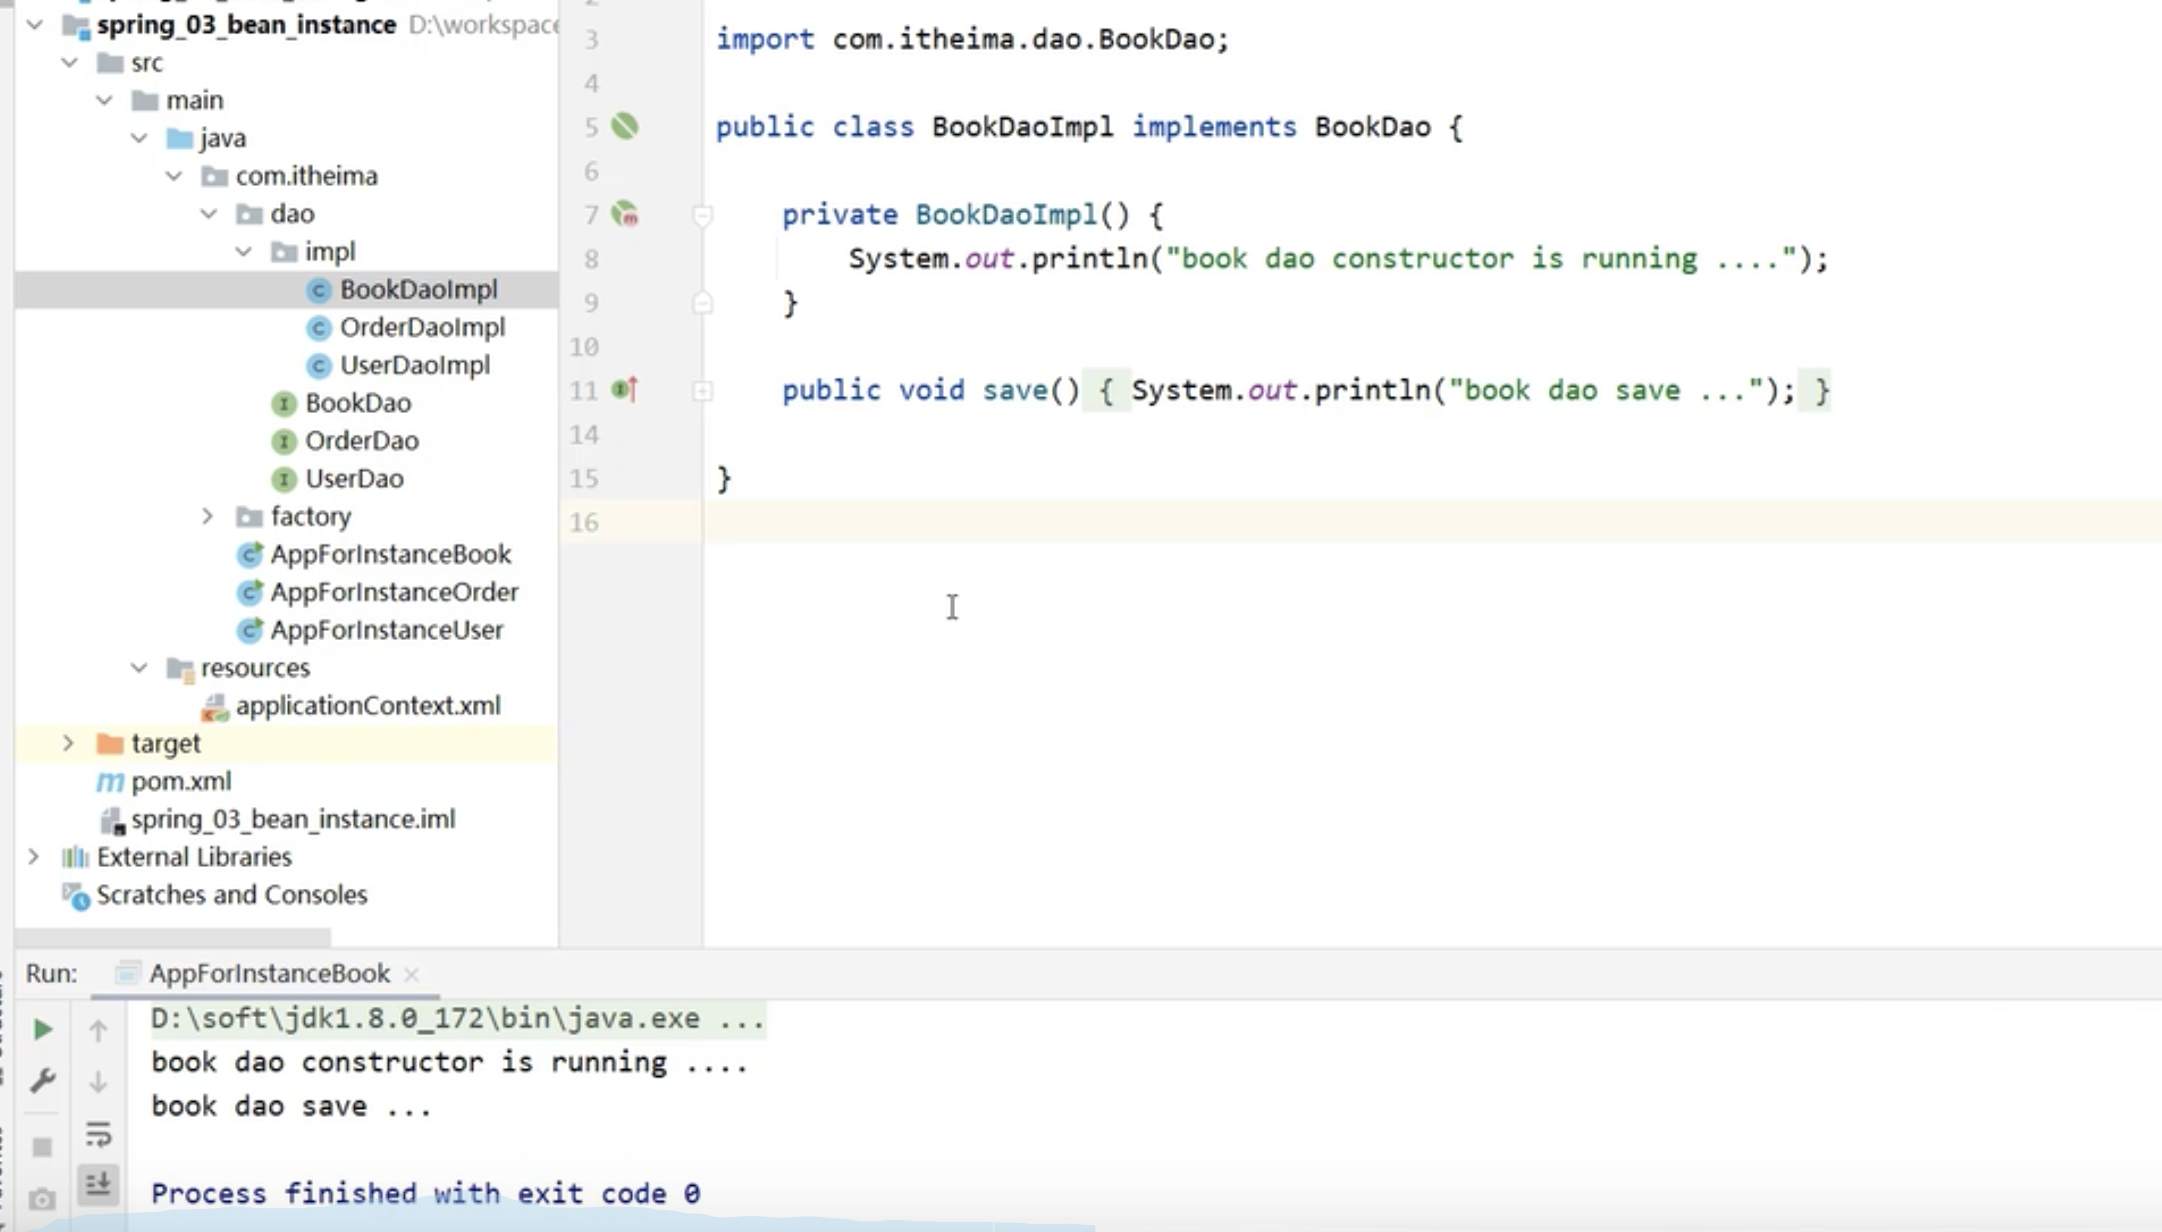 spring_03_bean_instance D:\workspace
src
main
java
com.itheima
dao
impl
BookDaoImpl
OrderDaoImpl
UserDaoImpl
BookDao
OrderDao
UserDao
factory
AppForInstanceBook
AppForInstanceOrder
AppForInstanceUser
resources
applicationContext.xml
target
pom.xml
spring_03_bean_instance.iml
External Libraries
Scratches and Consoles
3 import com.itheima.dao.BookDao;
4
5 public class BookDaoImpl implements BookDao {
6
7 private BookDaoImpl() {
8 System.out.println("book dao constructor is running ....");
9 }
10
11 public void save() { System.out.println("book dao save ..."); }
14
15 }
16
Run: AppForInstanceBook
D:\soft\jdk1.8.0_172\bin\java.exe ...
book dao constructor is running ....
book dao save ...
Process finished with exit code 0